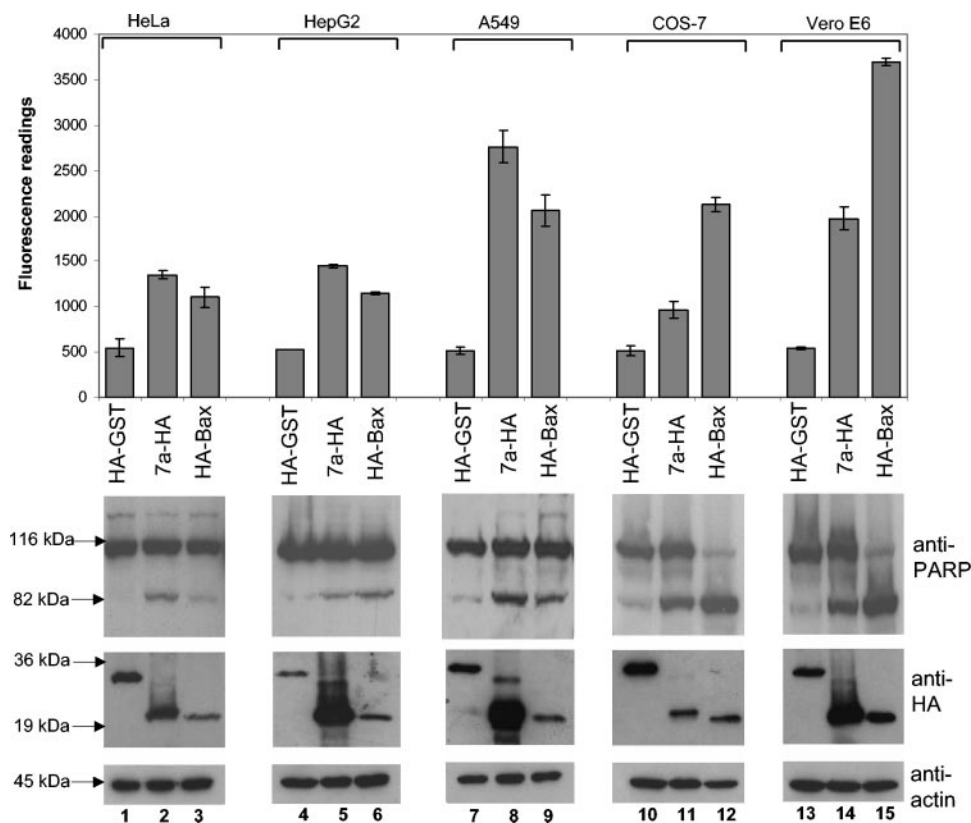 HeLa HepG2 A549 COS-7 Vero E6
4000
3500
3000
2500
2000
1500
1000
500
0
Fluorescence readings
HA-GST 7a-HA HA-Bax HA-GST 7a-HA HA-Bax HA-GST 7a-HA HA-Bax HA-GST 7a-HA HA-Bax HA-GST 7a-HA HA-Bax
116 kDa
82 kDa
anti-
PARP
36 kDa
19 kDa
anti-
HA
45 kDa
anti-
actin
1 2 3 4 5 6 7 8 9 10 11 12 13 14 15